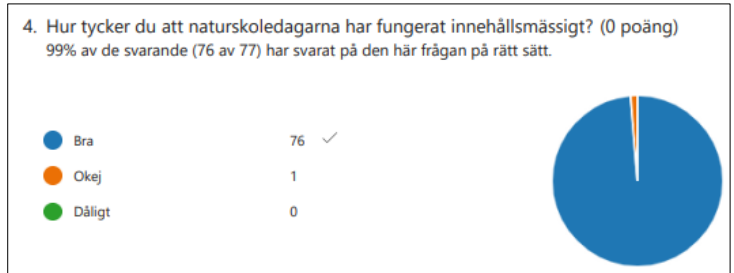 4. Hur tycker du att naturskoledagarna har fungerat innehållsmässigt? (0 poäng)
99% av de svarande (76 av 77) har svarat på den här frågan på rätt sätt.
Bra 76 ✓
Okej 1
Dåligt 0